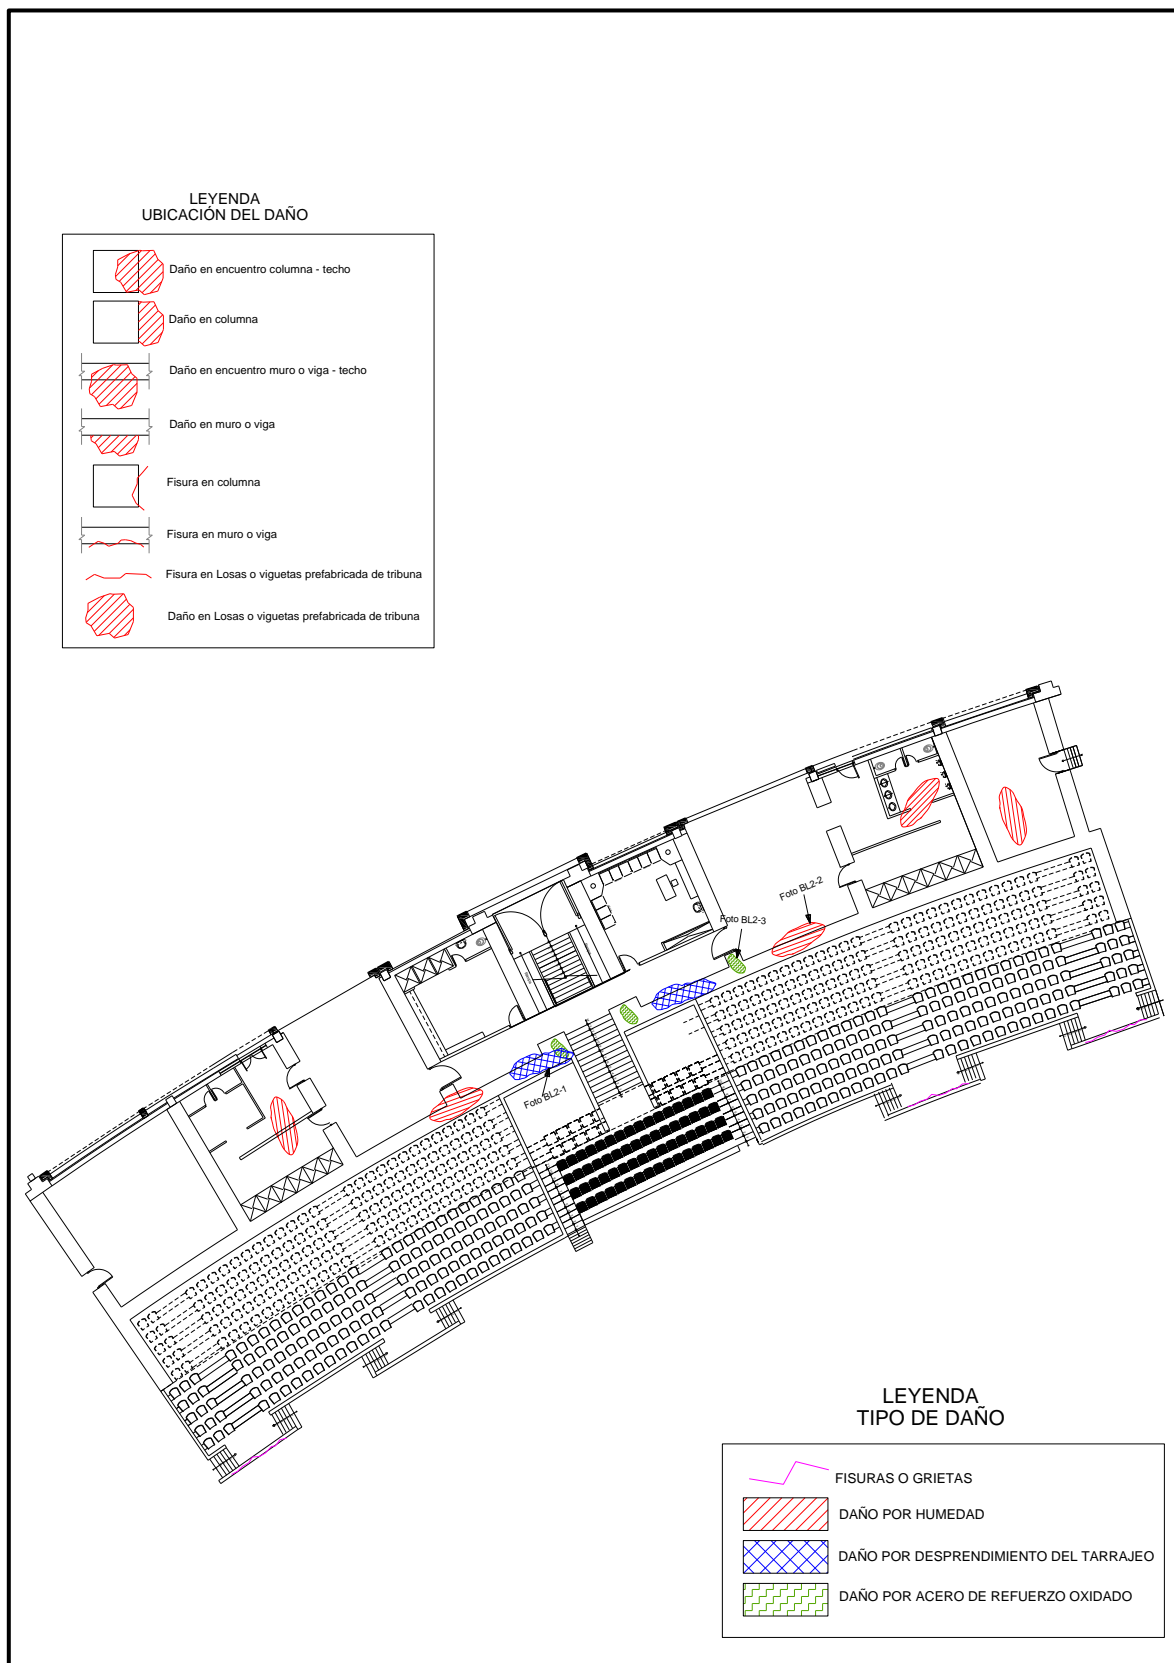 LEYENDA
UBICACIÓN DEL DAÑO
Daño en encuentro columna - techo
Daño en columna
Daño en encuentro muro o viga - techo
Daño en muro o viga
Fisura en columna
Fisura en muro o viga
Fisura en Losas o viguetas prefabricada de tribuna
Daño en Losas o viguetas prefabricada de tribuna
Foto BL2-2
Foto BL2-3
Foto BL2-1
LEYENDA
TIPO DE DAÑO
FISURAS O GRIETAS
DAÑO POR HUMEDAD
DAÑO POR DESPRENDIMIENTO DEL TARRAJEO
DAÑO POR ACERO DE REFUERZO OXIDADO